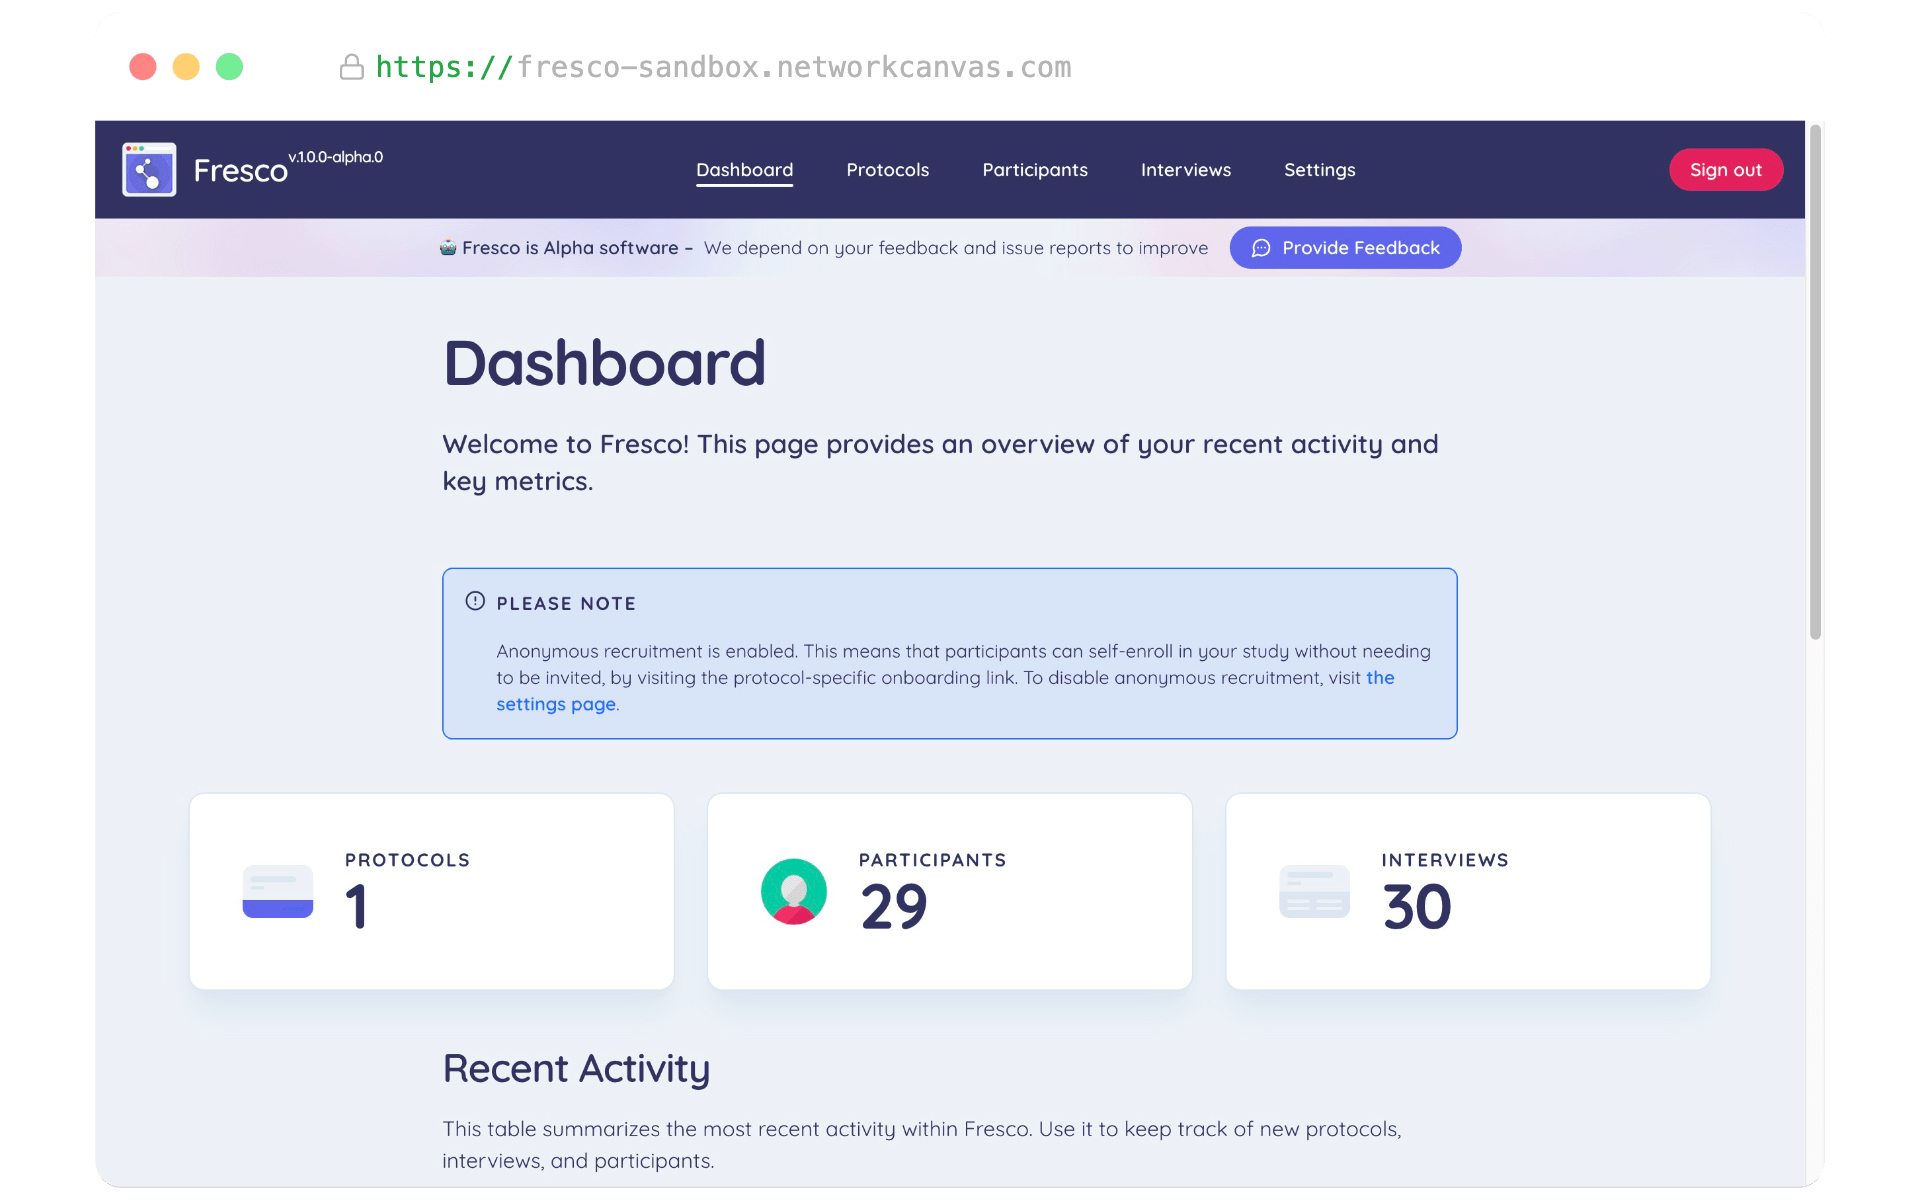 https://fresco-sandbox.networkcanvas.com
Fresco v.1.0.0-alpha.0
Dashboard
Protocols
Participants
Interviews
Settings
Sign out
Fresco is Alpha software – We depend on your feedback and issue reports to improve
Provide Feedback
Dashboard
Welcome to Fresco! This page provides an overview of your recent activity and
key metrics.
PLEASE NOTE
Anonymous recruitment is enabled. This means that participants can self-enroll in your study without needing
to be invited, by visiting the protocol-specific onboarding link. To disable anonymous recruitment, visit the
settings page.
PROTOCOLS
1
PARTICIPANTS
29
INTERVIEWS
30
Recent Activity
This table summarizes the most recent activity within Fresco. Use it to keep track of new protocols,
interviews, and participants.